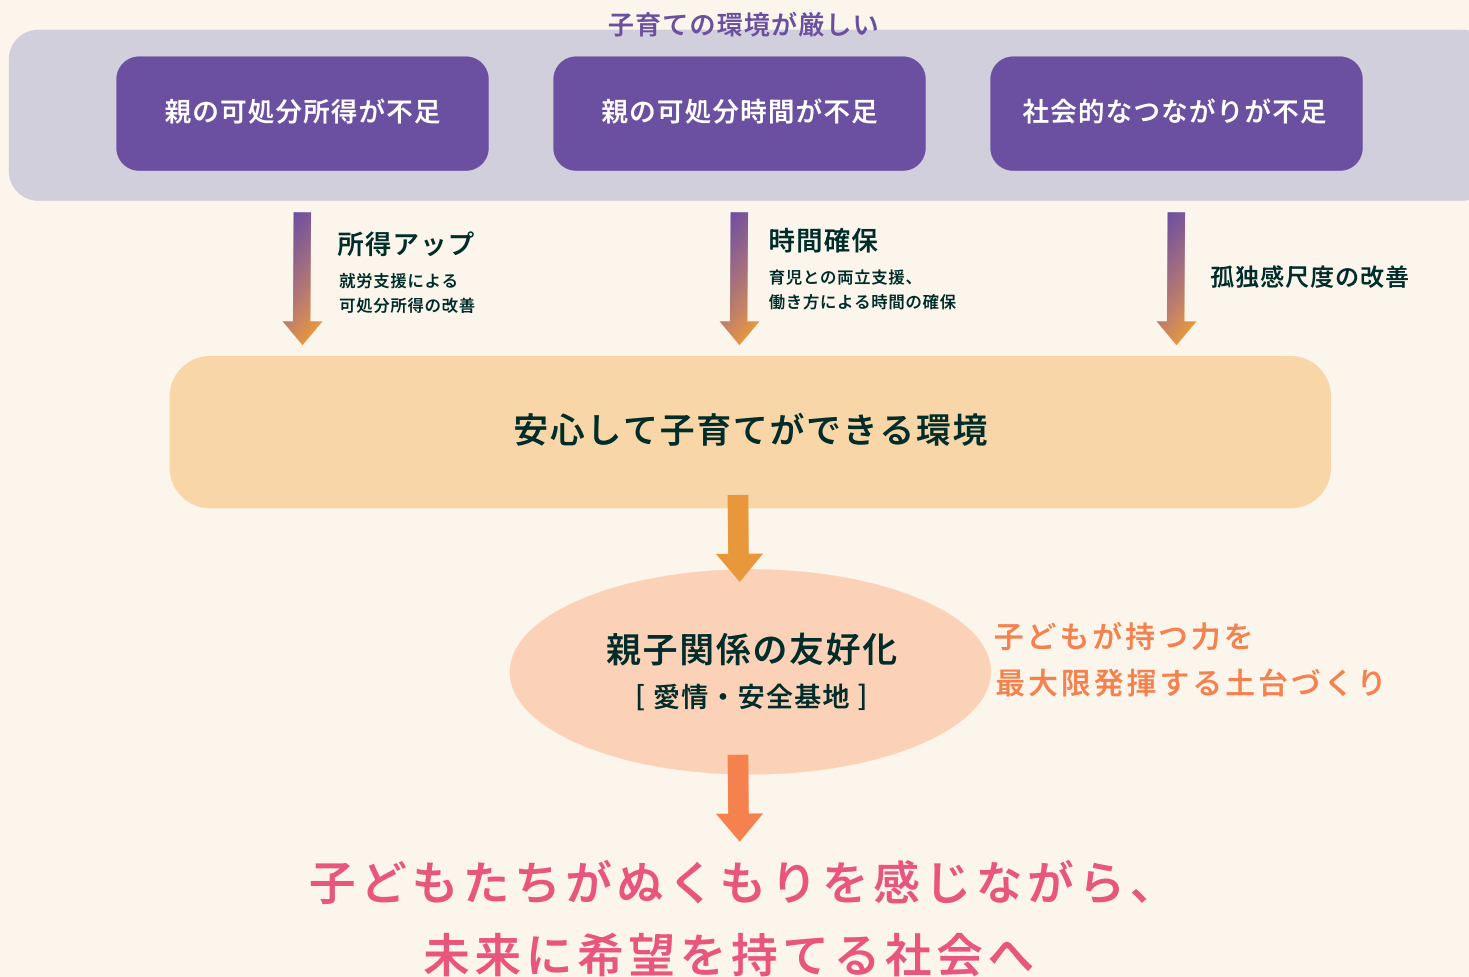 子育ての環境が厳しい
親の可処分所得が不足
親の可処分時間が不足
社会的なつながりが不足
所得アップ
就労支援による
可処分所得の改善
時間確保
育児との両立支援、
働き方による時間の確保
孤独感尺度の改善
安心して子育てができる環境
親子関係の友好化
[ 愛情・安全基地 ]
子どもが持つ力を
最大限発揮する土台づくり
子どもたちがぬくもりを感じながら、
未来に希望を持てる社会へ